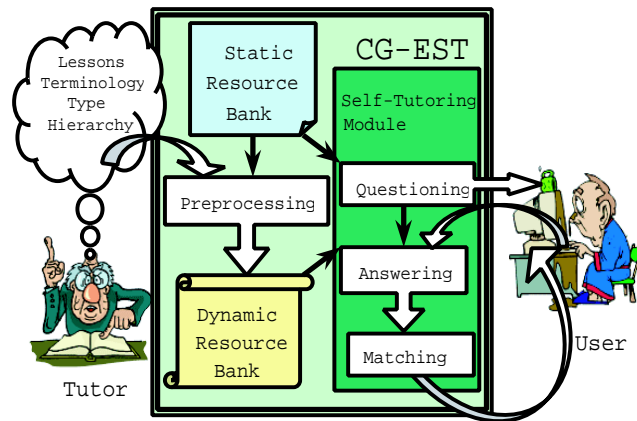 Lessons
Terminology
Type
Hierarchy
Tutor
CG-EST
Static
Resource
Bank
Preprocessing
Dynamic
Resource
Bank
Self-Tutoring
Module
Questioning
Answering
Matching
User